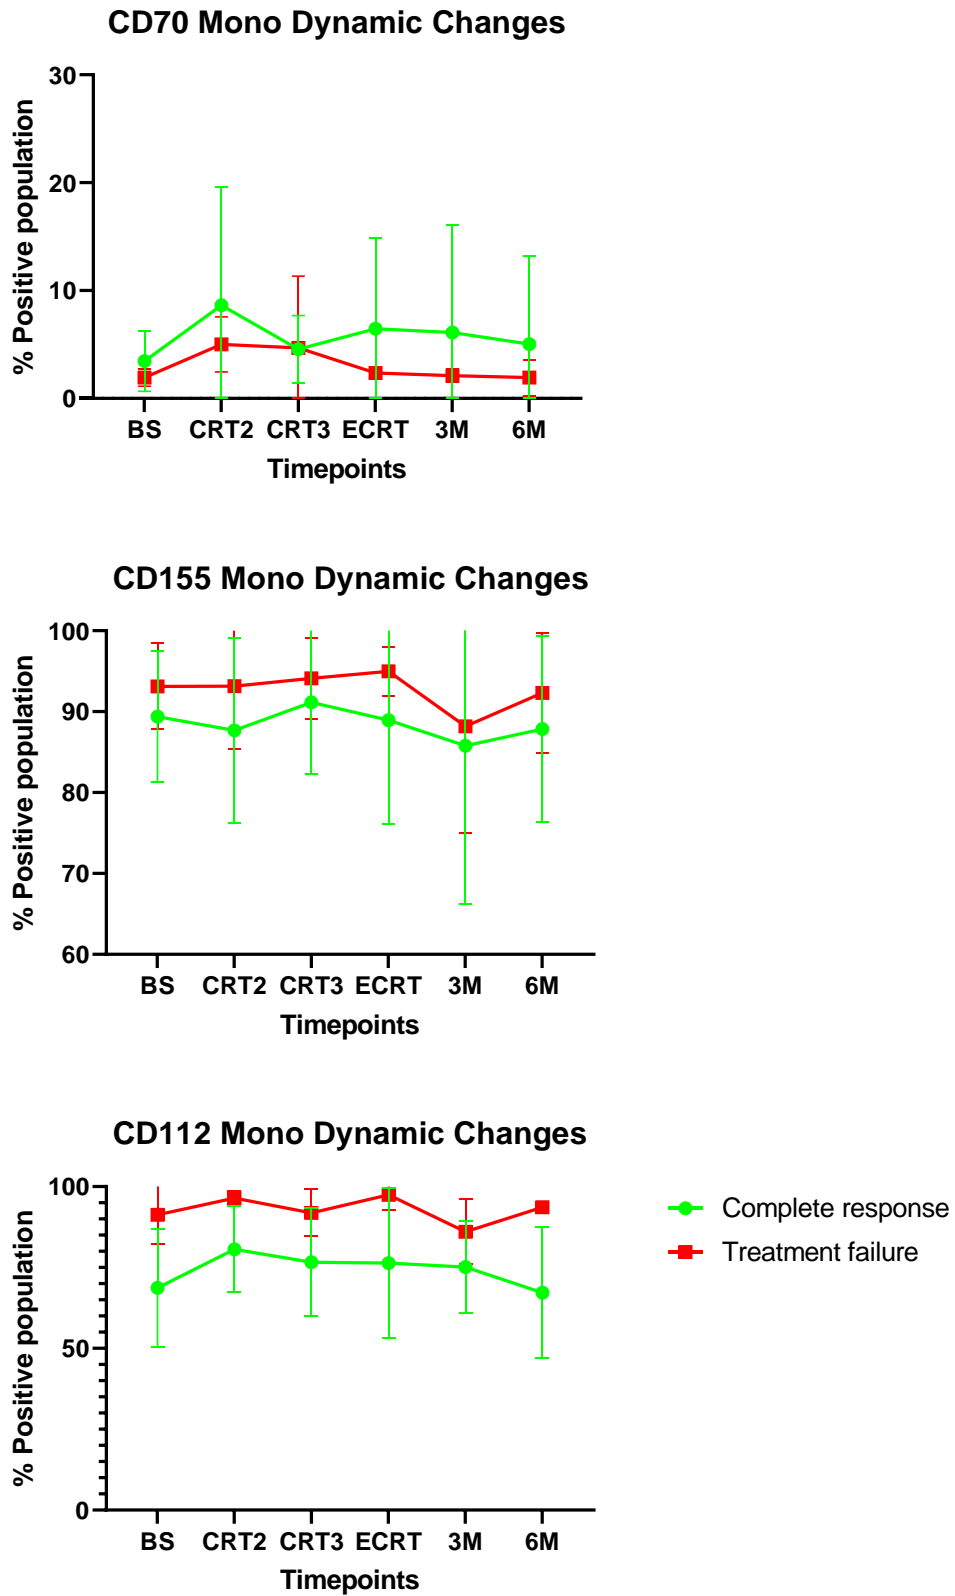 CD70 Mono Dynamic Changes
% Positive population
30
20
10
0
BS CRT2 CRT3 ECRT 3M 6M
Timepoints
CD155 Mono Dynamic Changes
% Positive population
100
90
80
70
60
BS CRT2 CRT3 ECRT 3M 6M
Timepoints
CD112 Mono Dynamic Changes
% Positive population
100
50
0
BS CRT2 CRT3 ECRT 3M 6M
Timepoints
Complete response
Treatment failure